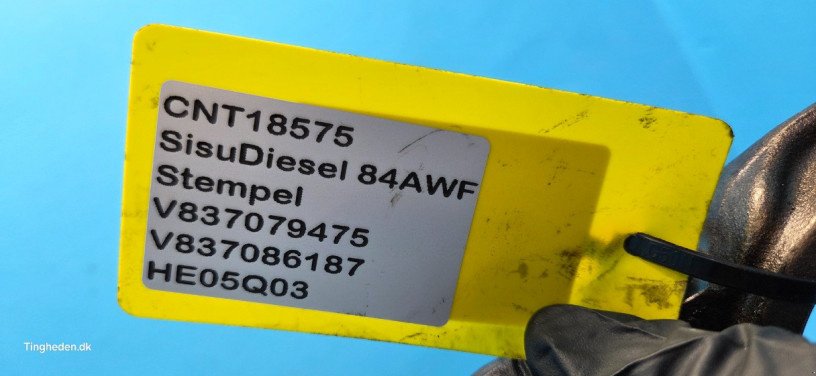 CNT18575
SisuDiesel 84AWF
Stempel
V837079475
V837086187
HE05Q03
Tingheden.dk